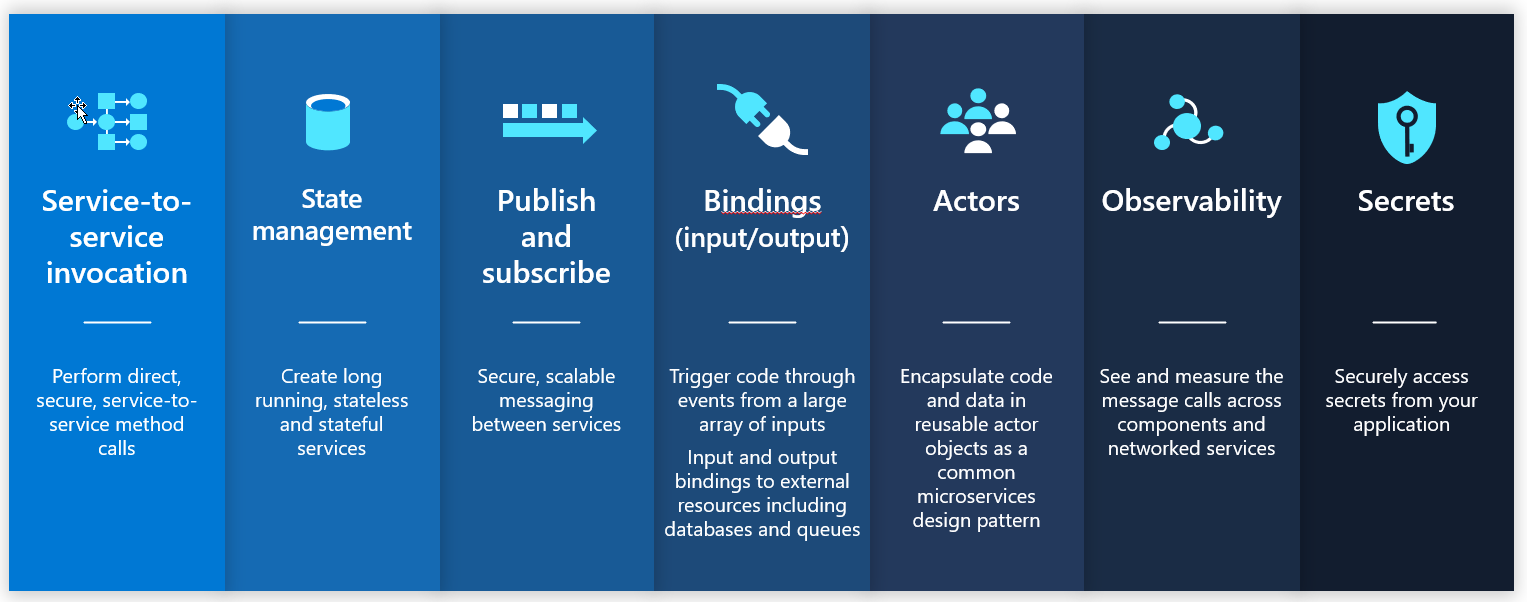 Service-to-
service
invocation
Perform direct,
secure, service-to-
service method
calls
State
management
Create long
running, stateless
and stateful
services
Publish
and
subscribe
Secure, scalable
messaging
between services
Bindings
(input/output)
Trigger code through
events from a large
array of inputs
Input and output
bindings to external
resources including
databases and queues
Actors
Encapsulate code
and data in
reusable actor
objects as a
common
microservices
design pattern
Observability
See and measure the
message calls across
components and
networked services
Secrets
Securely access
secrets from your
application